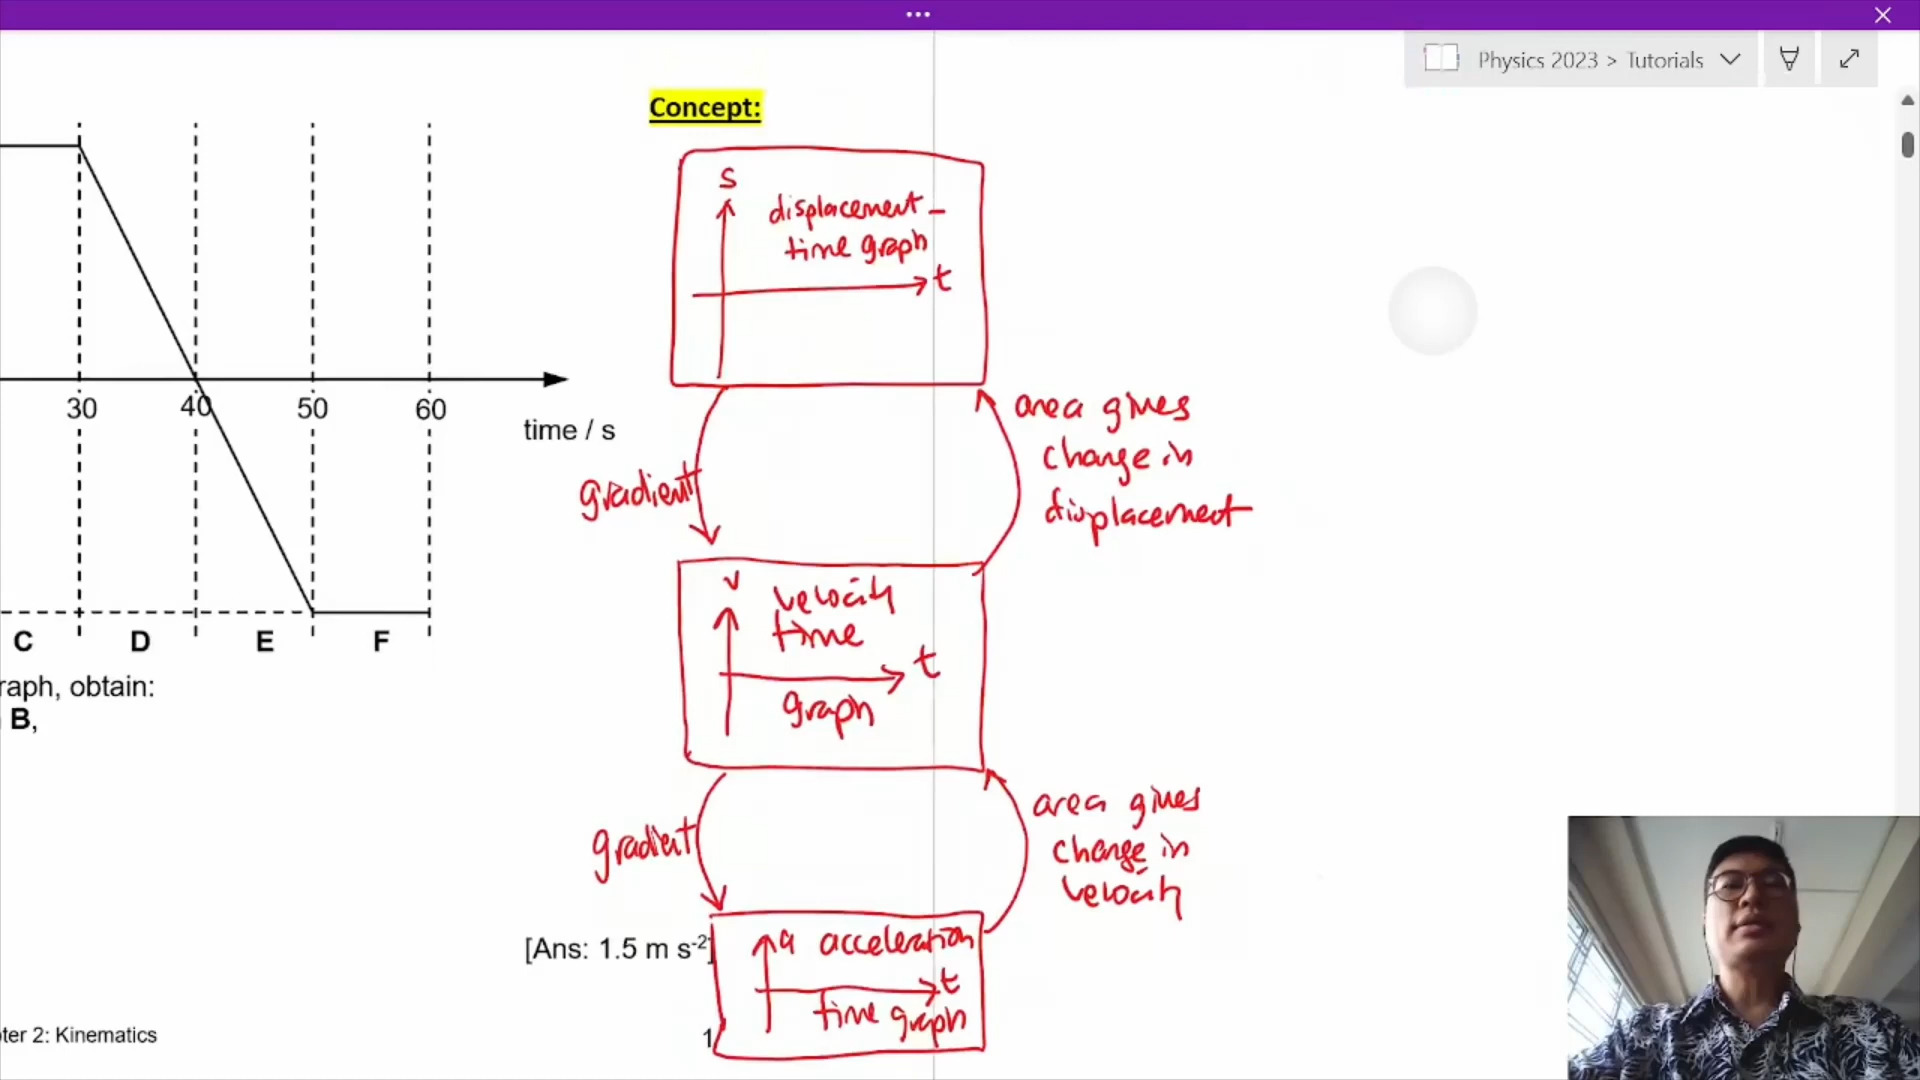 Physics 2023 > Tutorials
Concept:
s
displacement-
time graph
t
30
40
50
60
time / s
area gives
change in
displacement
gradient
v
velocity
time
t
graph
C
D
E
F
raph, obtain:
B,
gradient
area gives
change in
velocity
[Ans: 1.5 m s-2]
a acceleration
t
time graph
ter 2: Kinematics
1